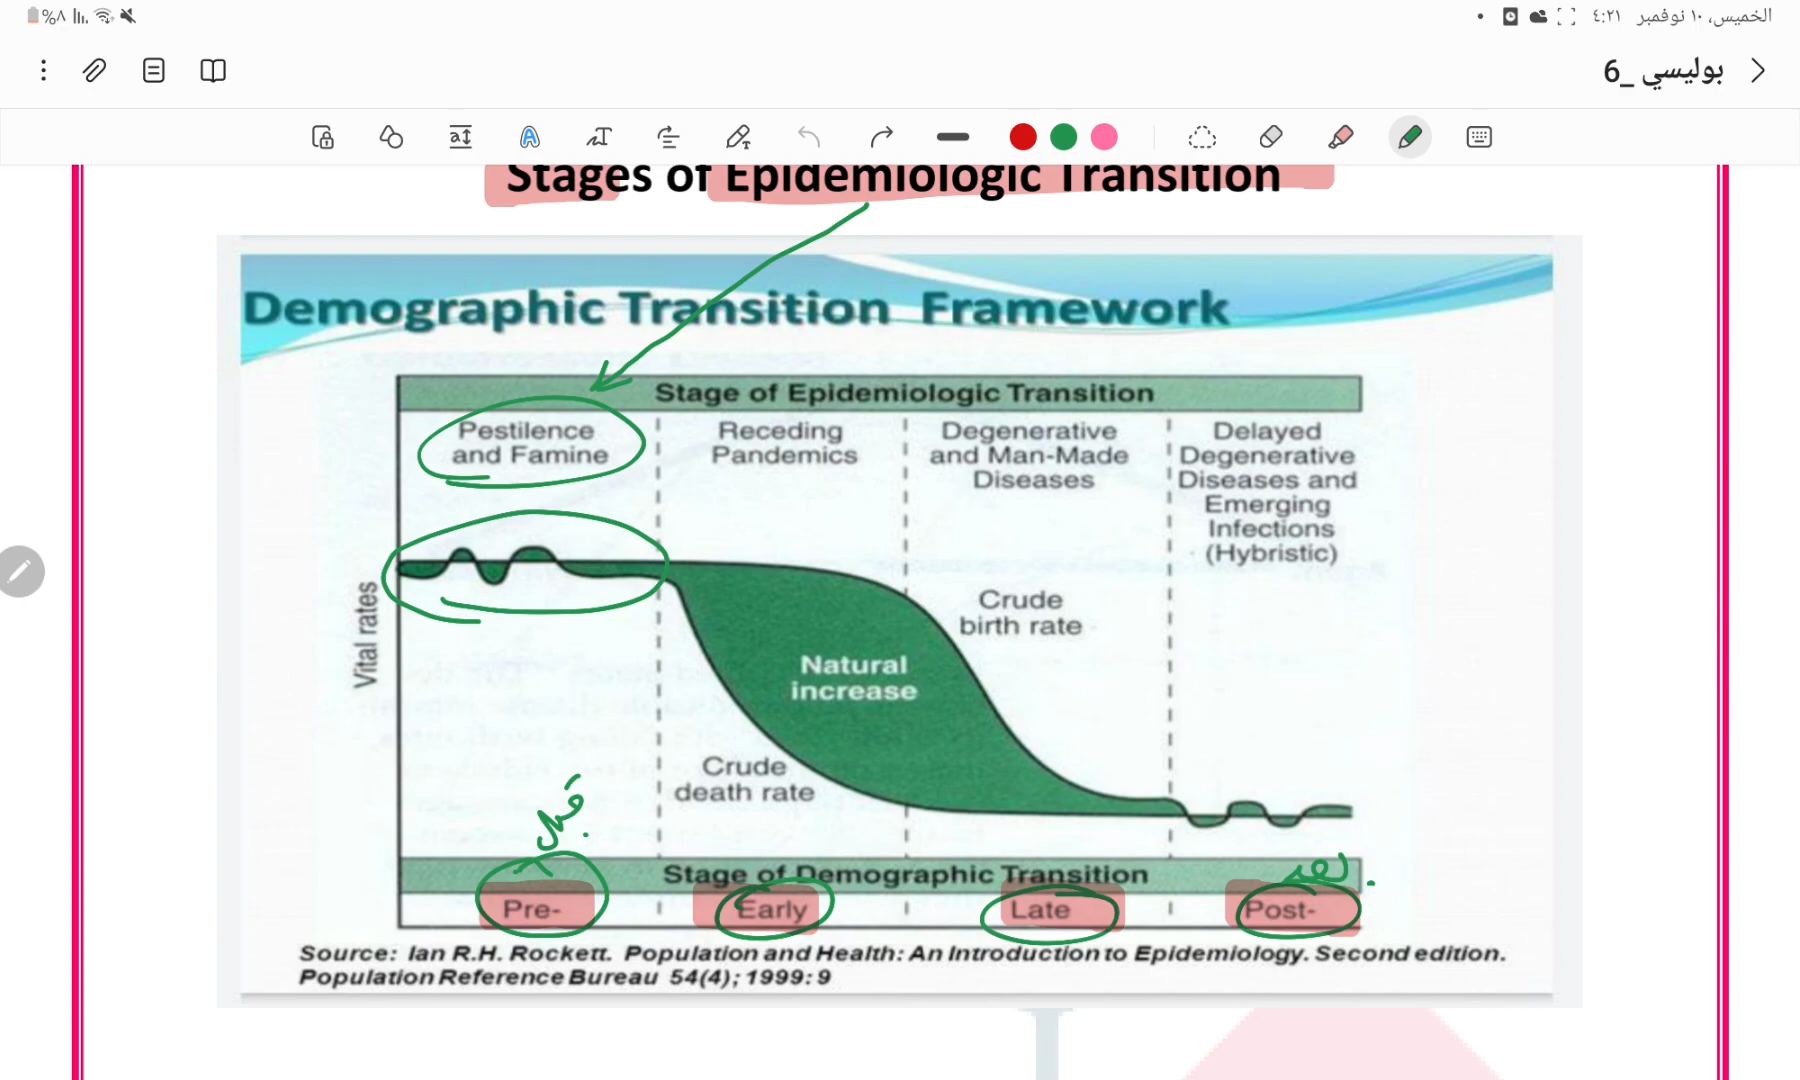 %٨
الخميس، ١٠ نوفمبر ٤:٢١
بوليسي _6
Stages of Epidemiologic Transition
Demographic Transition Framework
Stage of Epidemiologic Transition
Pestilence
and Famine
Receding
Pandemics
Degenerative
and Man-Made
Diseases
Delayed
Degenerative
Diseases and
Emerging
Infections
(Hybristic)
Vital rates
Crude
birth rate
Natural
increase
Crude
death rate
قبل
بعد
Stage of Demographic Transition
Pre- Early Late Post-
Source: Ian R.H. Rockett. Population and Health: An Introduction to Epidemiology. Second edition.
Population Reference Bureau 54(4); 1999: 9